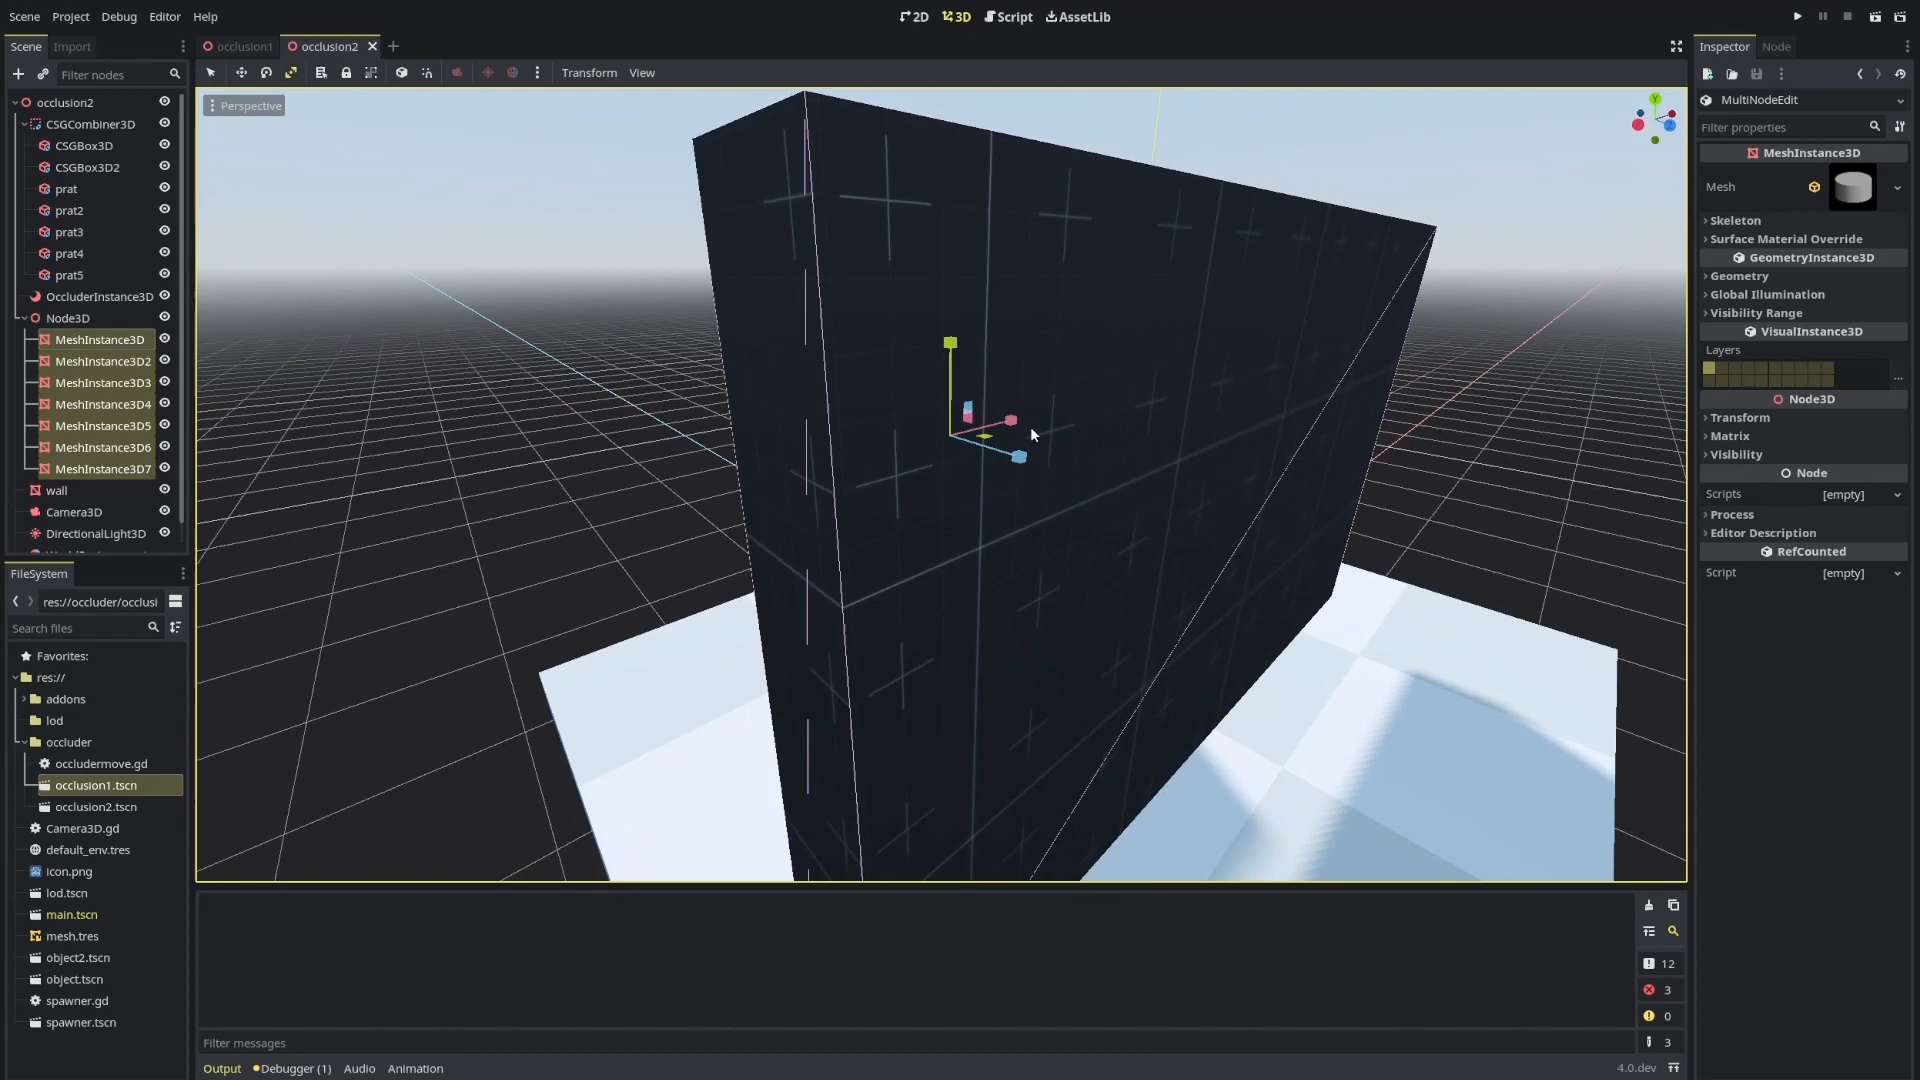 Scene Project Debug Editor Help
2D 3D Script AssetLib
Scene Import
occlusion1 occlusion2
Inspector Node
Filter nodes
Transform View
Perspective
occlusion2
CSGCombiner3D
CSGBox3D
CSGBox3D2
prat
prat2
prat3
prat4
prat5
OccluderInstance3D
Node3D
MeshInstance3D
MeshInstance3D2
MeshInstance3D3
MeshInstance3D4
MeshInstance3D5
MeshInstance3D6
MeshInstance3D7
wall
Camera3D
DirectionalLight3D
FileSystem
res://occluder/occlusi
Search files
Favorites:
res://
addons
lod
occluder
occludermove.gd
occlusion1.tscn
occlusion2.tscn
Camera3D.gd
default_env.tres
icon.png
lod.tscn
main.tscn
mesh.tres
object2.tscn
object.tscn
spawner.gd
spawner.tscn
MultiNodeEdit
Filter properties
MeshInstance3D
Mesh
Skeleton
Surface Material Override
GeometryInstance3D
Geometry
Global Illumination
Visibility Range
VisualInstance3D
Layers
Node3D
Transform
Matrix
Visibility
Node
Scripts [empty]
Process
Editor Description
RefCounted
Script [empty]
Y
Z
12
3
0
3
Filter messages
Output Debugger (1) Audio Animation
4.0.dev